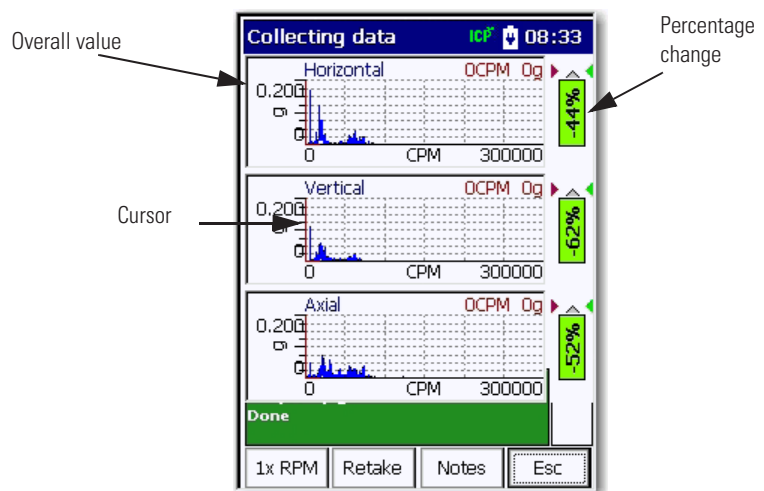 Overall value
Percentage
change
Cursor
Collecting data ICP 08:33
Horizontal 0CPM 0g
0.200
g
0
0 CPM 300000
-44%
Vertical 0CPM 0g
0.200
g
0
0 CPM 300000
-62%
Axial 0CPM 0g
0.200
g
0
0 CPM 300000
-52%
Done
1x RPM Retake Notes Esc